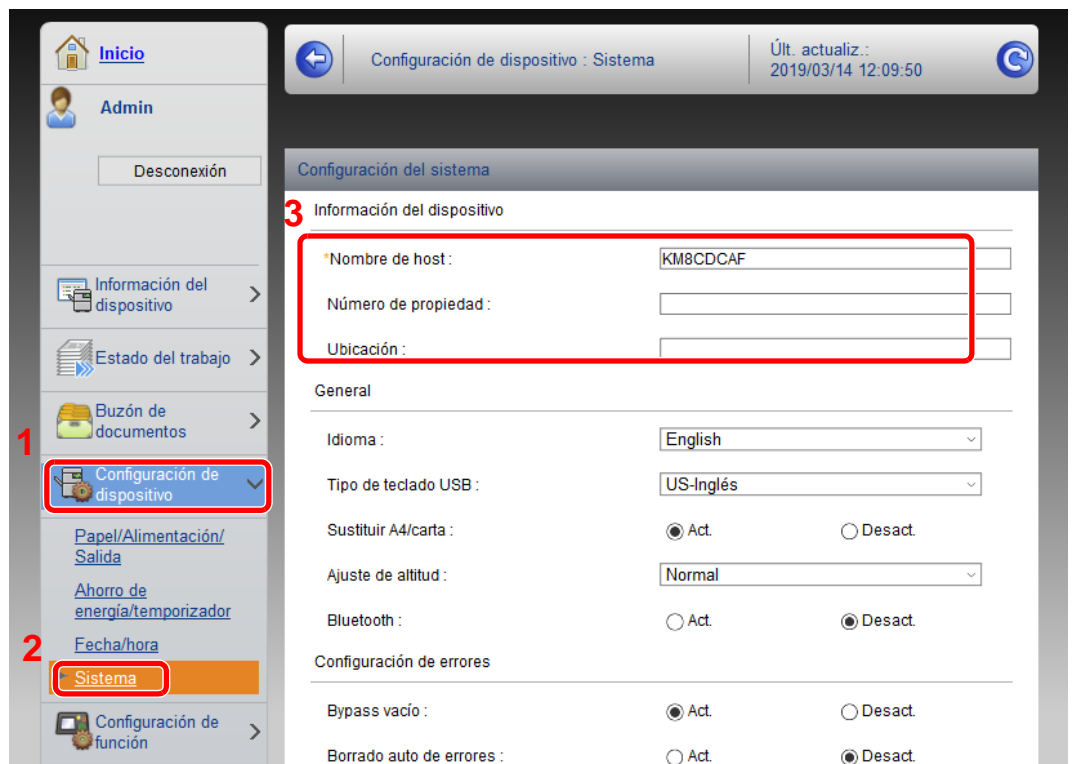 Inicio
Admin
Desconexión
Información del
dispositivo
Estado del trabajo
Buzón de
documentos
1
Configuración de
dispositivo
Papel/Alimentación/
Salida
Ahorro de
energía/temporizador
Fecha/hora
2
Sistema
Configuración de
función
Configuración de dispositivo : Sistema
Últ. actualiz.:
2019/03/14 12:09:50
Configuración del sistema
3
Información del dispositivo
*Nombre de host : KM8CDCAF
Número de propiedad :
Ubicación :
General
Idioma : English
Tipo de teclado USB : US-Inglés
Sustituir A4/carta : Act. Desact.
Ajuste de altitud : Normal
Bluetooth : Act. Desact.
Configuración de errores
Bypass vacío : Act. Desact.
Borrado auto de errores : Act. Desact.